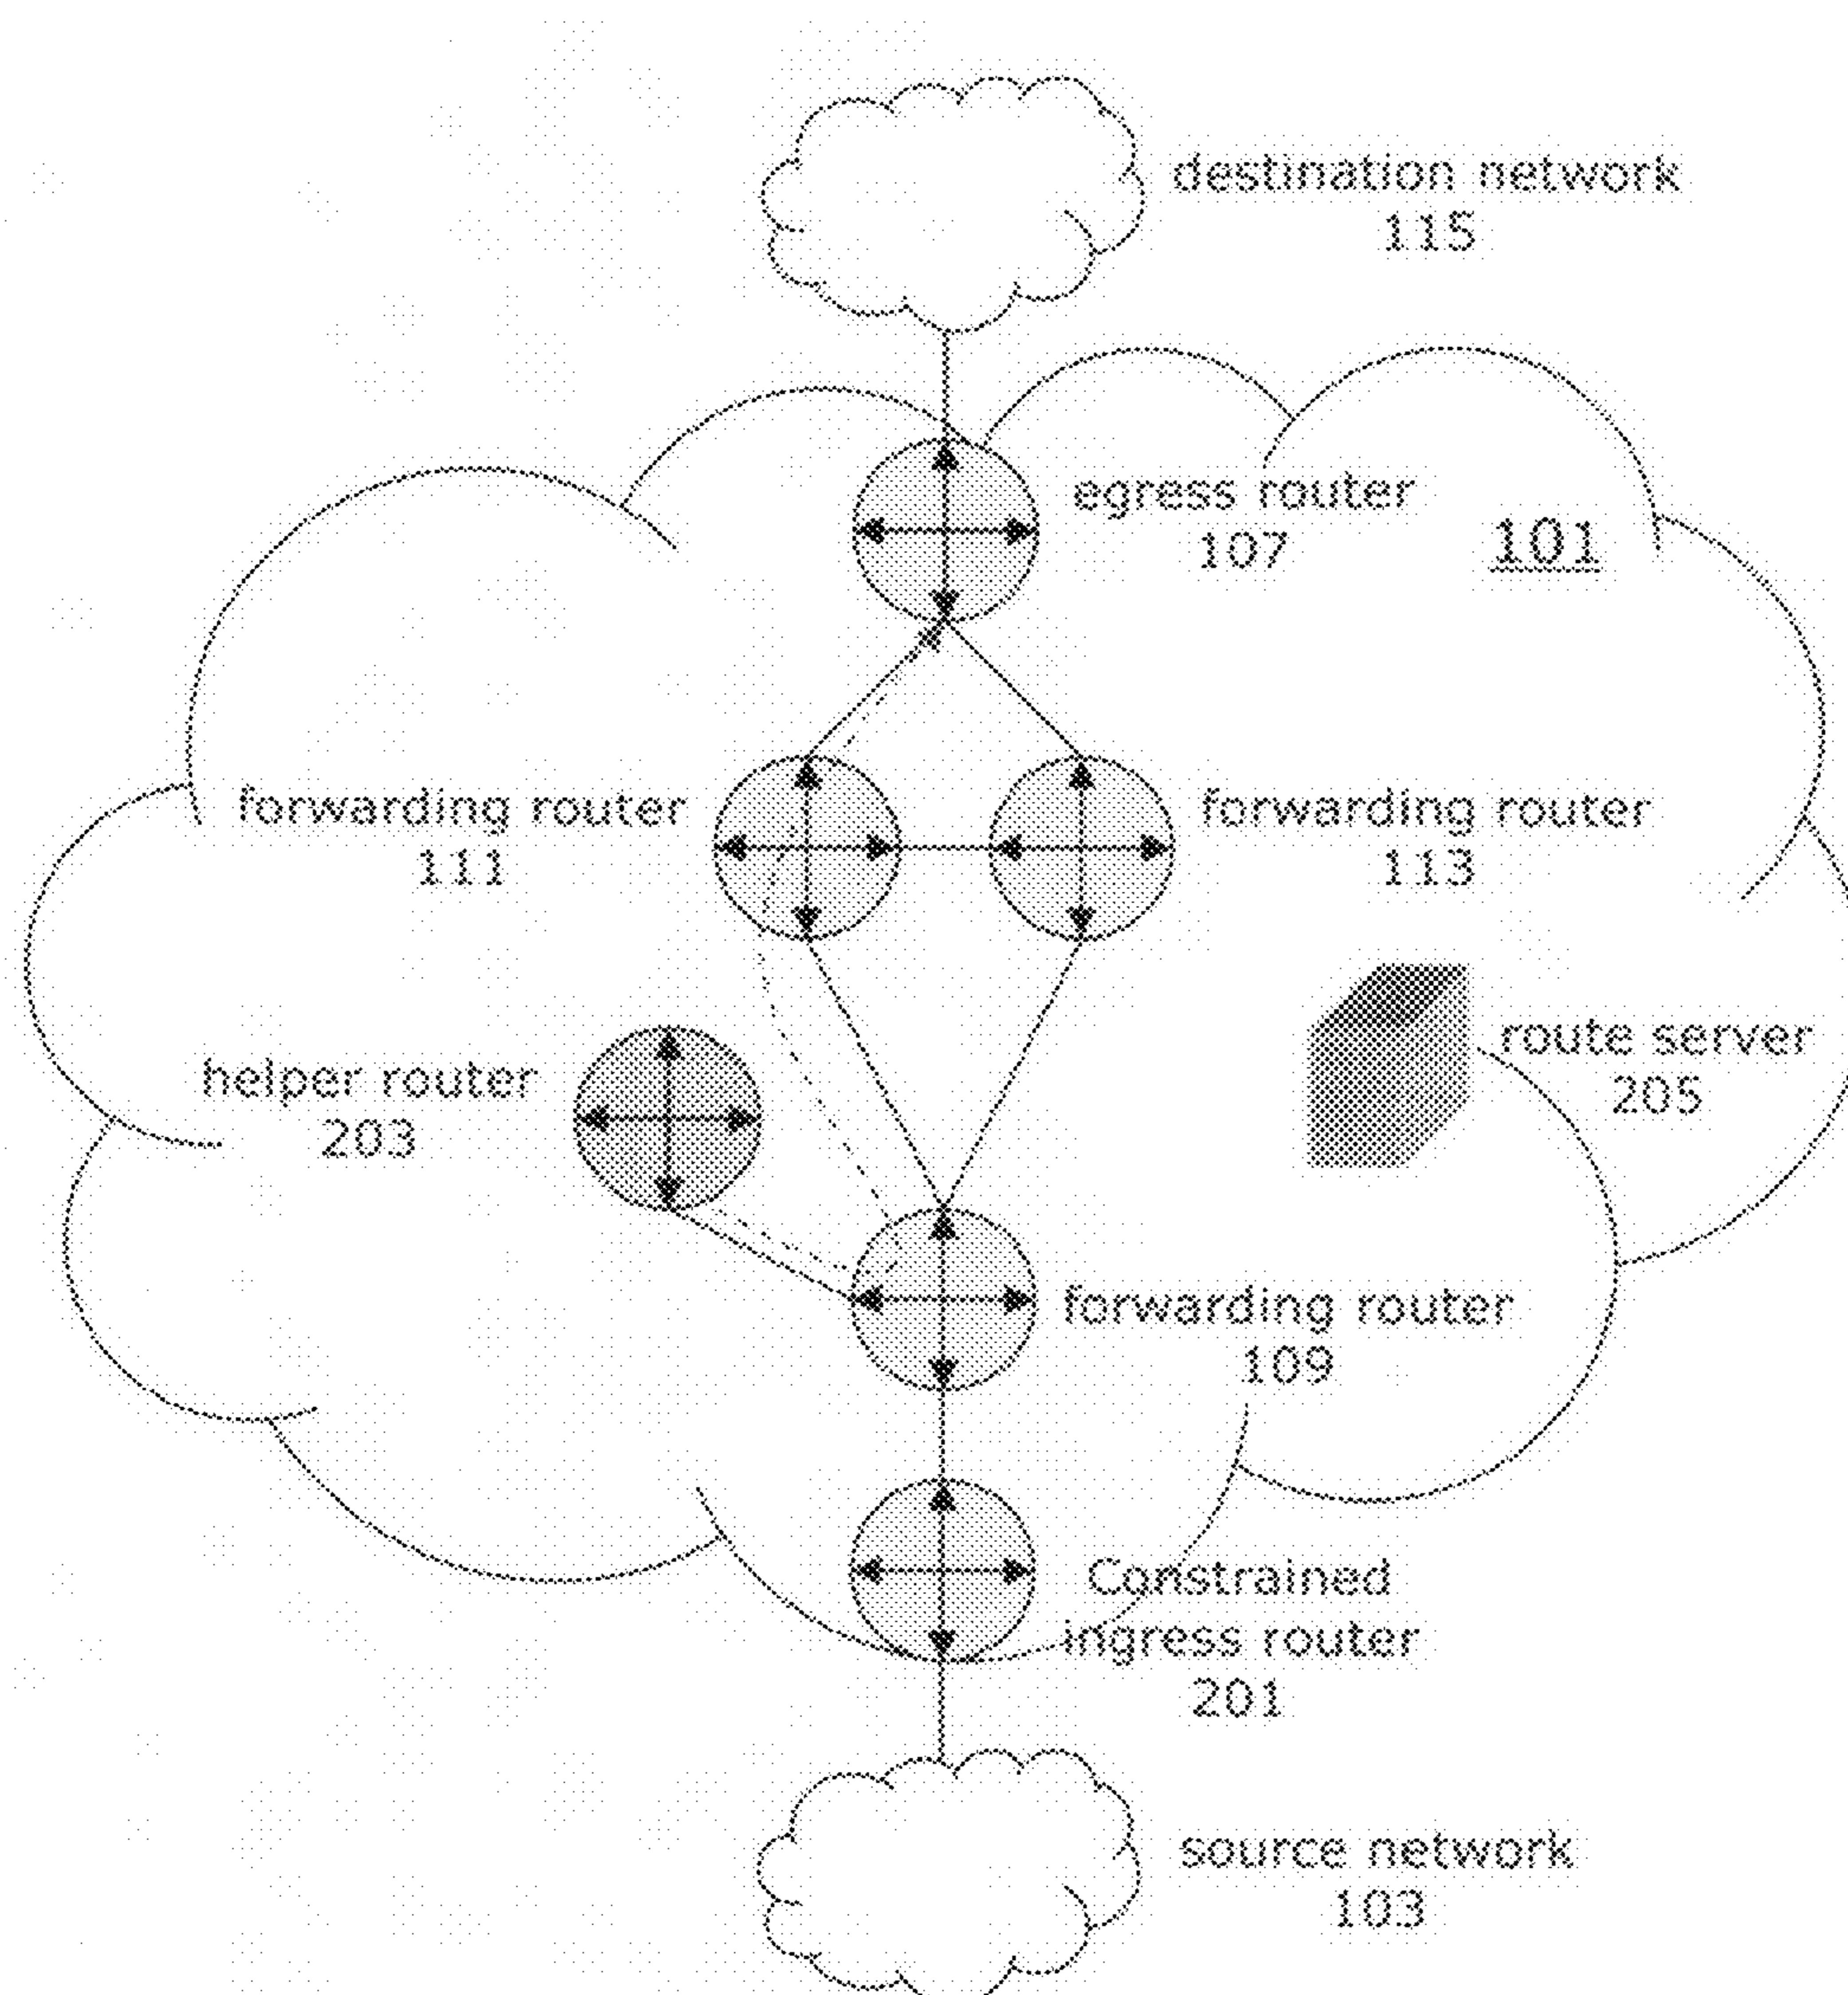 destination network
115
egress router
107
101
forwarding router
111
forwarding router
113
route server
205
helper router
203
forwarding router
109
Constrained
ingress router
201
source network
103